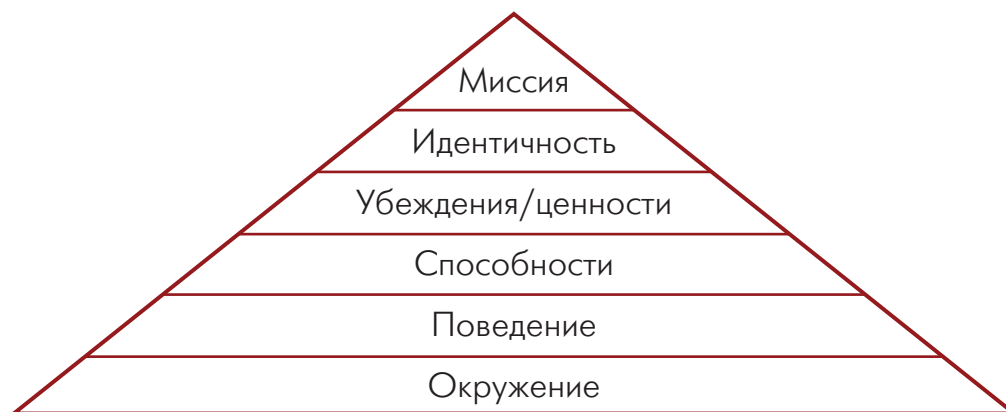 Миссия
Идентичность
Убеждения/ценности
Способности
Поведение
Окружение